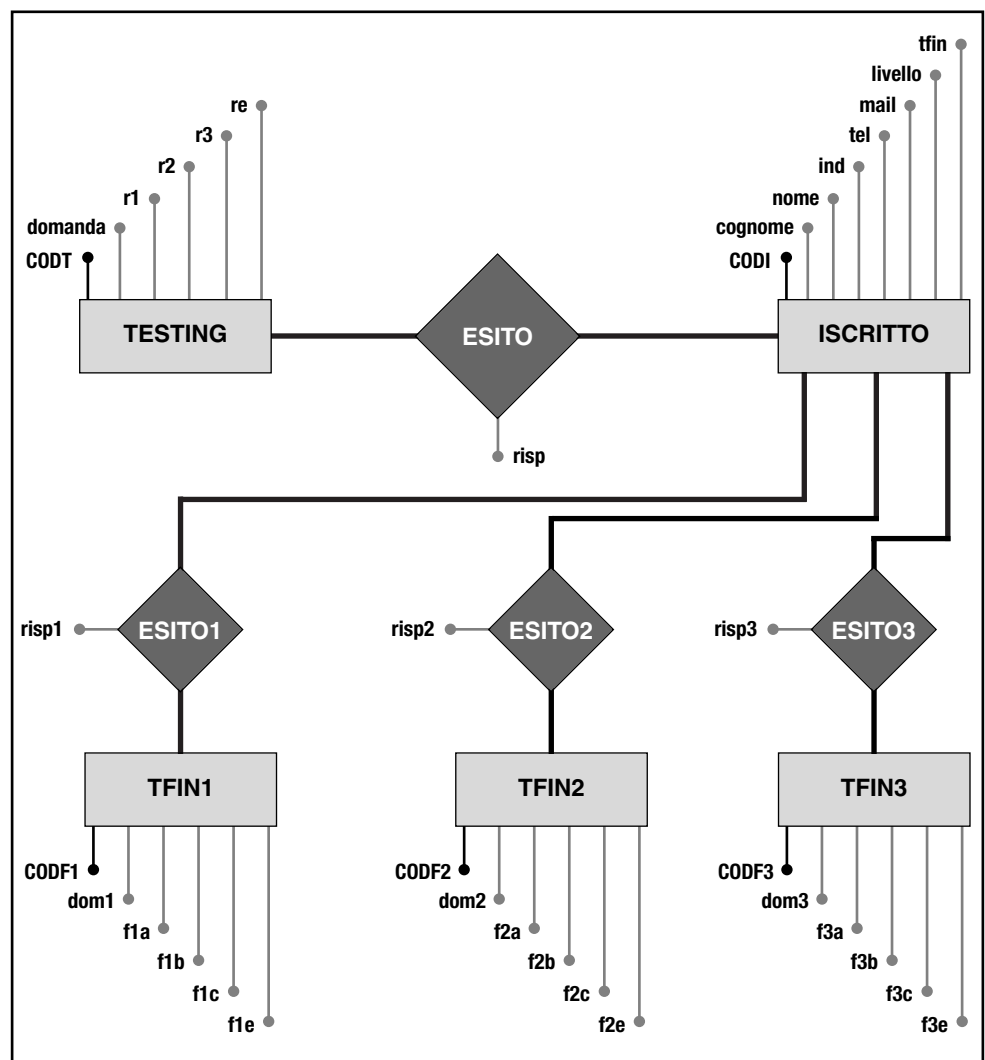 tfin
livello
mail
re
tel
r3
ind
r2
nome
r1
cognome
domanda
CODI
CODT
TESTING
ESITO
ISCRITTO
risp
risp1
ESITO1
risp2
ESITO2
risp3
ESITO3
TFIN1
TFIN2
TFIN3
CODF1
CODF2
CODF3
dom1
dom2
dom3
f1a
f2a
f3a
f1b
f2b
f3b
f1c
f2c
f3c
f1e
f2e
f3e